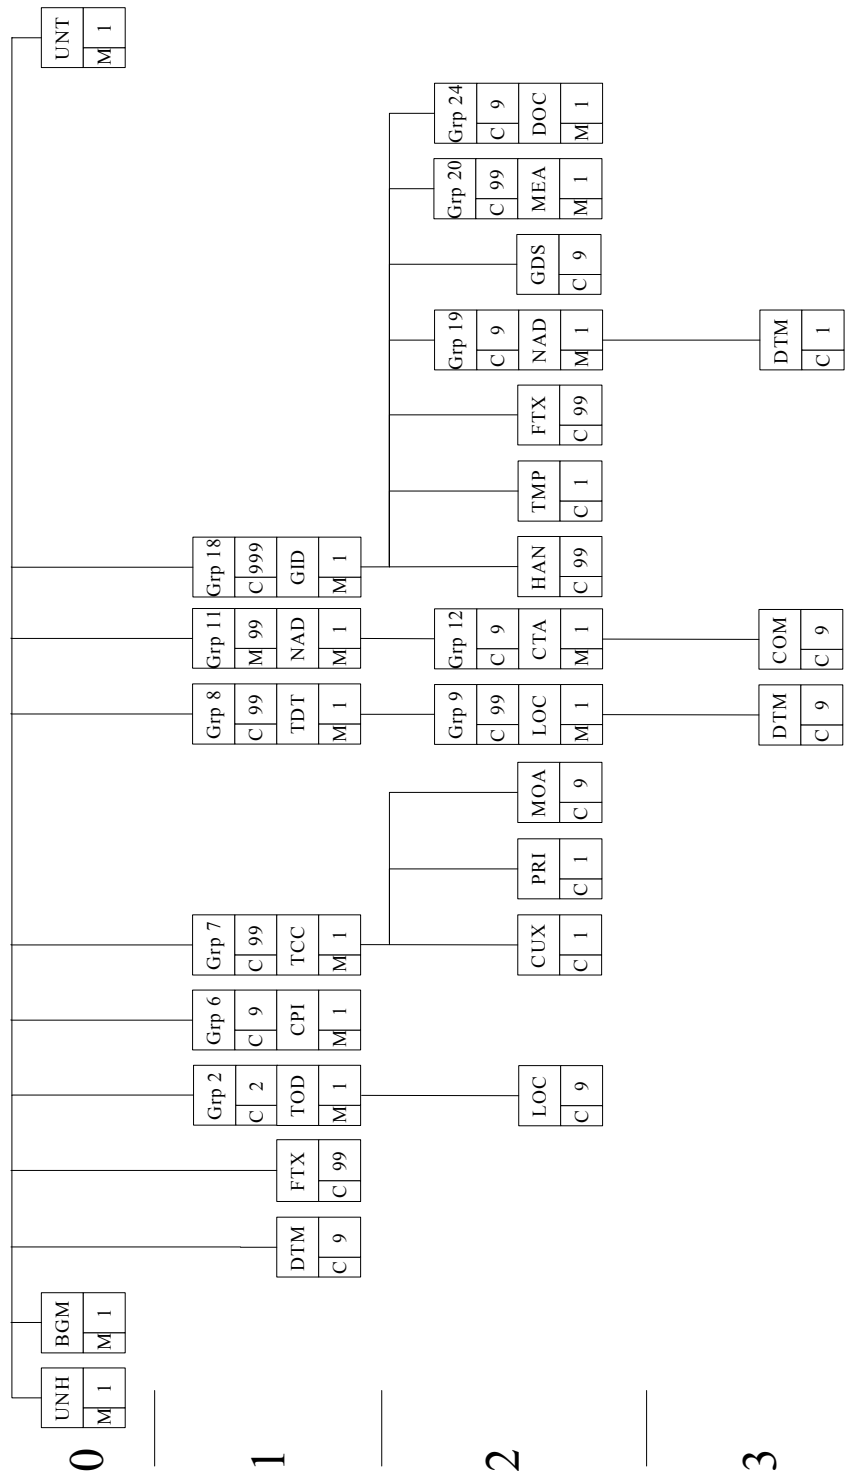 0
UNH
M 1
BGM
M 1
UNT
M 1
1
DTM
C 9
FTX
C 99
Grp 2
C 2
TOD
M 1
Grp 6
C 9
CPI
M 1
Grp 7
C 99
TCC
M 1
Grp 8
C 99
TDT
M 1
Grp 11
M 99
NAD
M 1
Grp 18
C 999
GID
M 1
2
LOC
C 9
CUX
C 1
PRI
C 1
MOA
C 9
Grp 9
C 99
LOC
M 1
Grp 12
C 9
CTA
M 1
HAN
C 99
TMP
C 1
FTX
C 99
Grp 19
C 9
NAD
M 1
GDS
C 9
Grp 20
C 99
MEA
M 1
Grp 24
C 9
DOC
M 1
3
DTM
C 9
COM
C 9
DTM
C 1